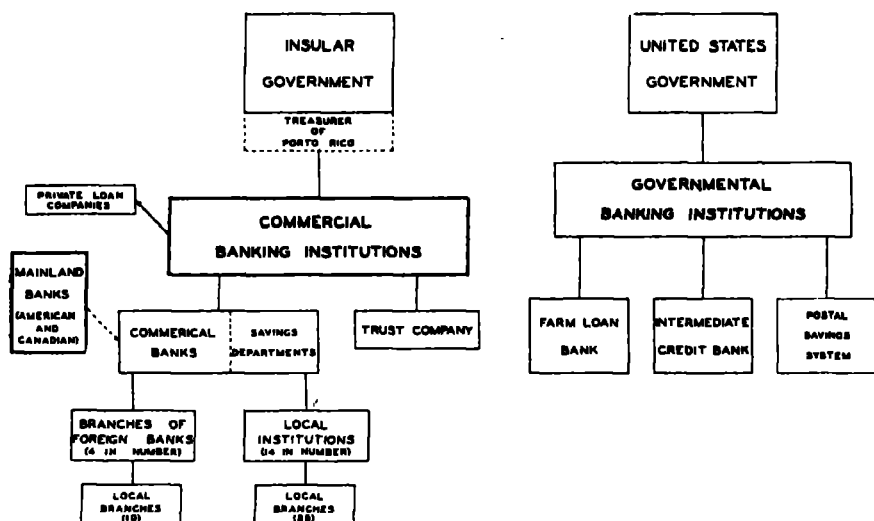 INSULAR
GOVERNMENT
TREASURER
OF
PORTO RICO
PRIVATE LOAN
COMPANIES
COMMERCIAL
BANKING INSTITUTIONS
MAINLAND
BANKS
(AMERICAN
AND
CANADIAN)
COMMERICAL
BANKS
SAVINGS
DEPARTMENTS
TRUST COMPANY
BRANCHES OF
FOREIGN BANKS
(4 IN NUMBER)
LOCAL
INSTITUTIONS
(14 IN NUMBER)
LOCAL
BRANCHES
LOCAL
BRANCHES
UNITED STATES
GOVERNMENT
GOVERNMENTAL
BANKING INSTITUTIONS
FARM LOAN
BANK
INTERMEDIATE
CREDIT BANK
POSTAL
SAVINGS
SYSTEM